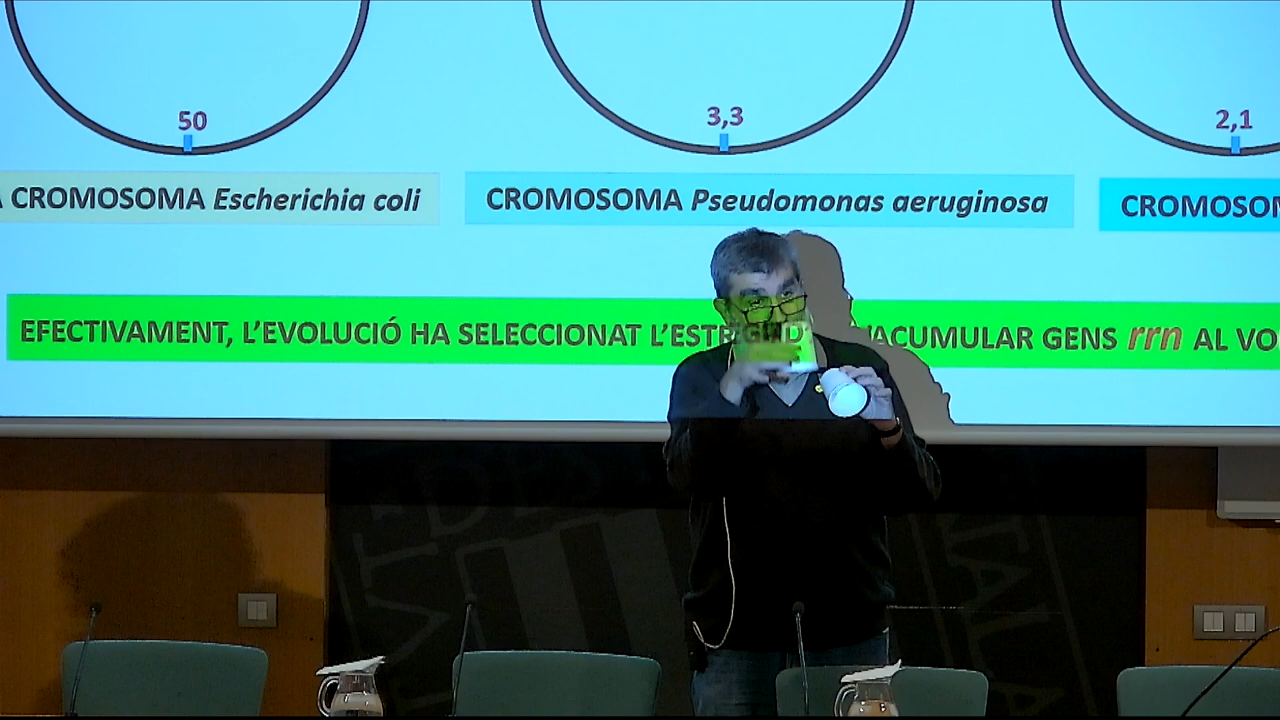 50
3,3
2,1
CROMOSOMA Escherichia coli
CROMOSOMA Pseudomonas aeruginosa
EFECTIVAMENT, L'EVOLUCIÓ HA SELECCIONAT ACUMULAR GENS rrn AL